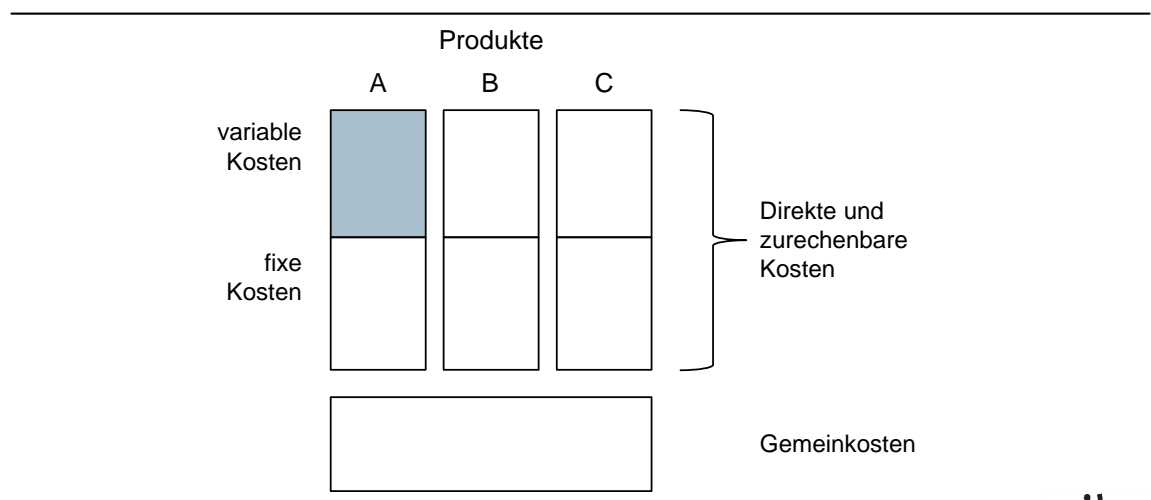 Produkte
A B C
variable
Kosten
Direkte und
zurechenbare
Kosten
fixe
Kosten
Gemeinkosten